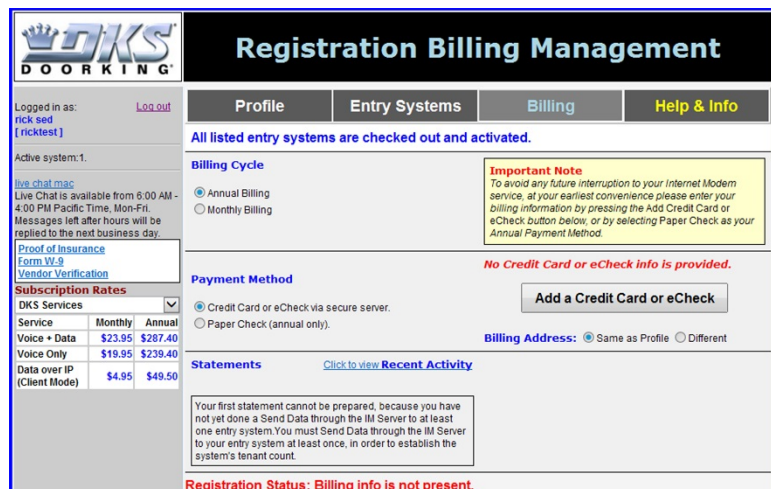 DKS
DOORKING
Registration Billing Management
Logged in as:
Log out
rick sed
[ ricktest ]
Active system:1.
live chat mac
Live Chat is available from 6:00 AM -
4:00 PM Pacific Time, Mon-Fri.
Messages left after hours will be
replied to the next business day.
Proof of Insurance
Form W-9
Vendor Verification
Subscription Rates
DKS Services
Service Monthly Annual
Voice + Data $23.95 $287.40
Voice Only $19.95 $239.40
Data over IP
(Client Mode) $4.95 $49.50
Profile
Entry Systems
Billing
Help & Info
All listed entry systems are checked out and activated.
Billing Cycle
Annual Billing
Monthly Billing
Important Note
To avoid any future interruption to your Internet Modem
service, at your earliest convenience please enter your
billing information by pressing the Add Credit Card or
eCheck button below, or by selecting Paper Check as your
Annual Payment Method.
Payment Method
Credit Card or eCheck via secure server.
Paper Check (annual only).
No Credit Card or eCheck info is provided.
Add a Credit Card or eCheck
Billing Address: Same as Profile Different
Statements
Click to view Recent Activity
Your first statement cannot be prepared, because you have
not yet done a Send Data through the IM Server to at least
one entry system.You must Send Data through the IM Server
to your entry system at least once, in order to establish the
system's tenant count.
Registration Status: Billing info is not present.